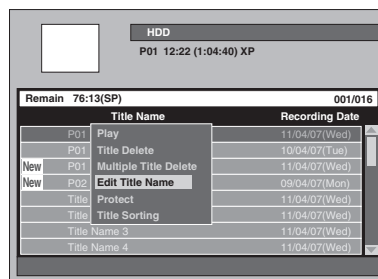 HDD
P01 12:22 (1:04:40) XP
Remain 76:13(SP) 001/016
Title Name Recording Date
P01 Play 11/04/07(Wed)
P01 Title Delete 10/04/07(Tue)
New P01 Multiple Title Delete 11/04/07(Wed)
New P02 Edit Title Name 09/04/07(Mon)
Title Protect 11/04/07(Wed)
Title Title Sorting 11/04/07(Wed)
Title Name 3 11/04/07(Wed)
Title Name 4 11/04/07(Wed)